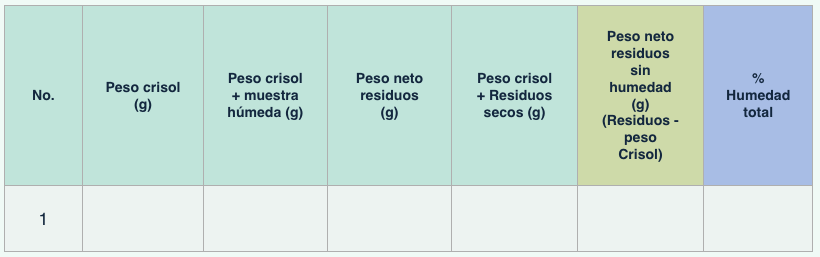 No.
Peso crisol
(g)
Peso crisol
+ muestra
húmeda (g)
Peso neto
residuos
(g)
Peso crisol
+ Residuos
secos (g)
Peso neto
residuos
sin
humedad
(g)
(Residuos -
peso
Crisol)
%
Humedad
total
1